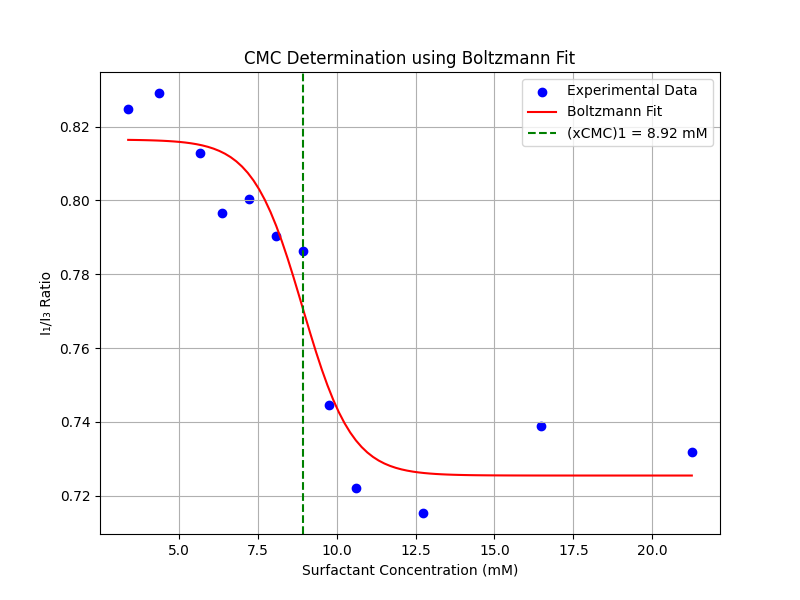 CMC Determination using Boltzmann Fit
Experimental Data
Boltzmann Fit
(xCMC)1 = 8.92 mM
I₁/I₃ Ratio
0.82
0.80
0.78
0.76
0.74
0.72
5.0 7.5 10.0 12.5 15.0 17.5 20.0
Surfactant Concentration (mM)